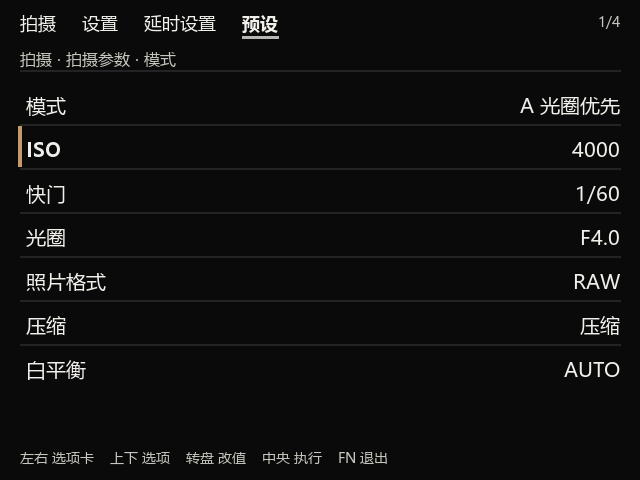 拍摄 设置 延时设置 预设 1/4
拍摄 · 拍摄参数 · 模式
模式 A 光圈优先
ISO 4000
快门 1/60
光圈 F4.0
照片格式 RAW
压缩 压缩
白平衡 AUTO
左右 选项卡 上下 选项 转盘 改值 中央 执行 FN 退出